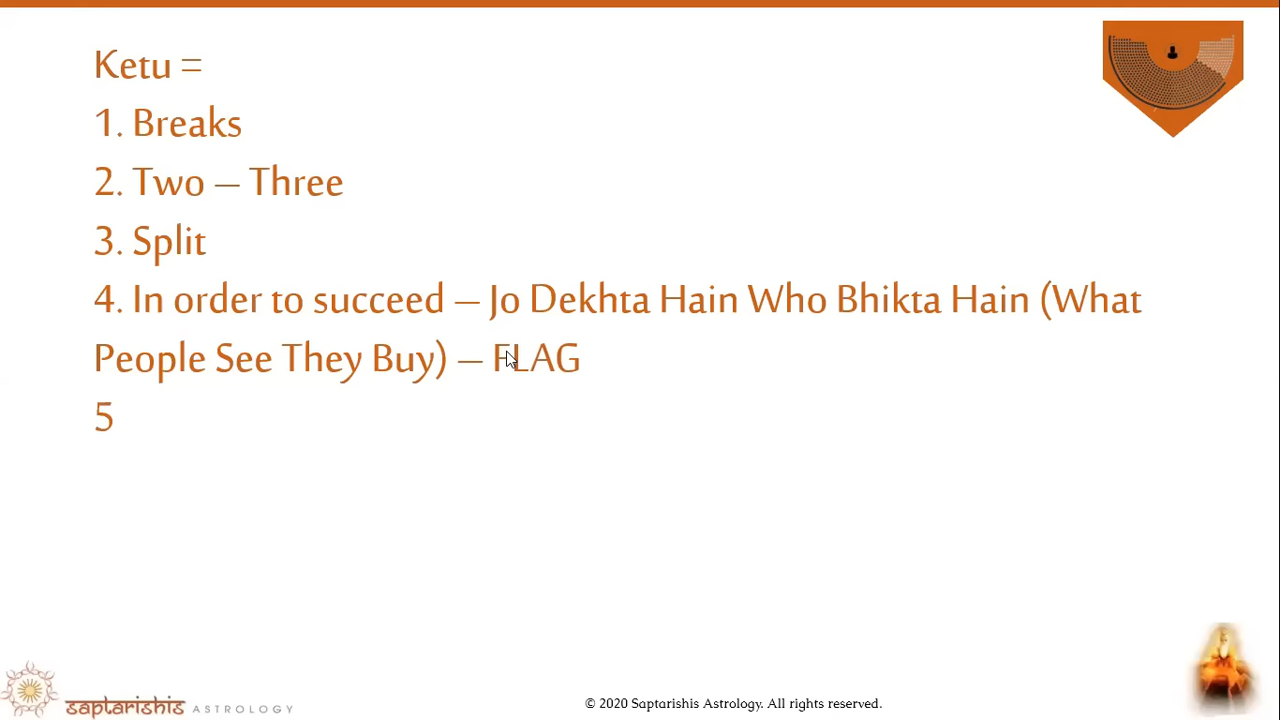 Ketu =
1. Breaks
2. Two – Three
3. Split
4. In order to succeed – Jo Dekhta Hain Who Bhikta Hain (What
People See They Buy) – FLAG
5
saptarishis ASTROLOGY
© 2020 Saptarishis Astrology. All rights reserved.